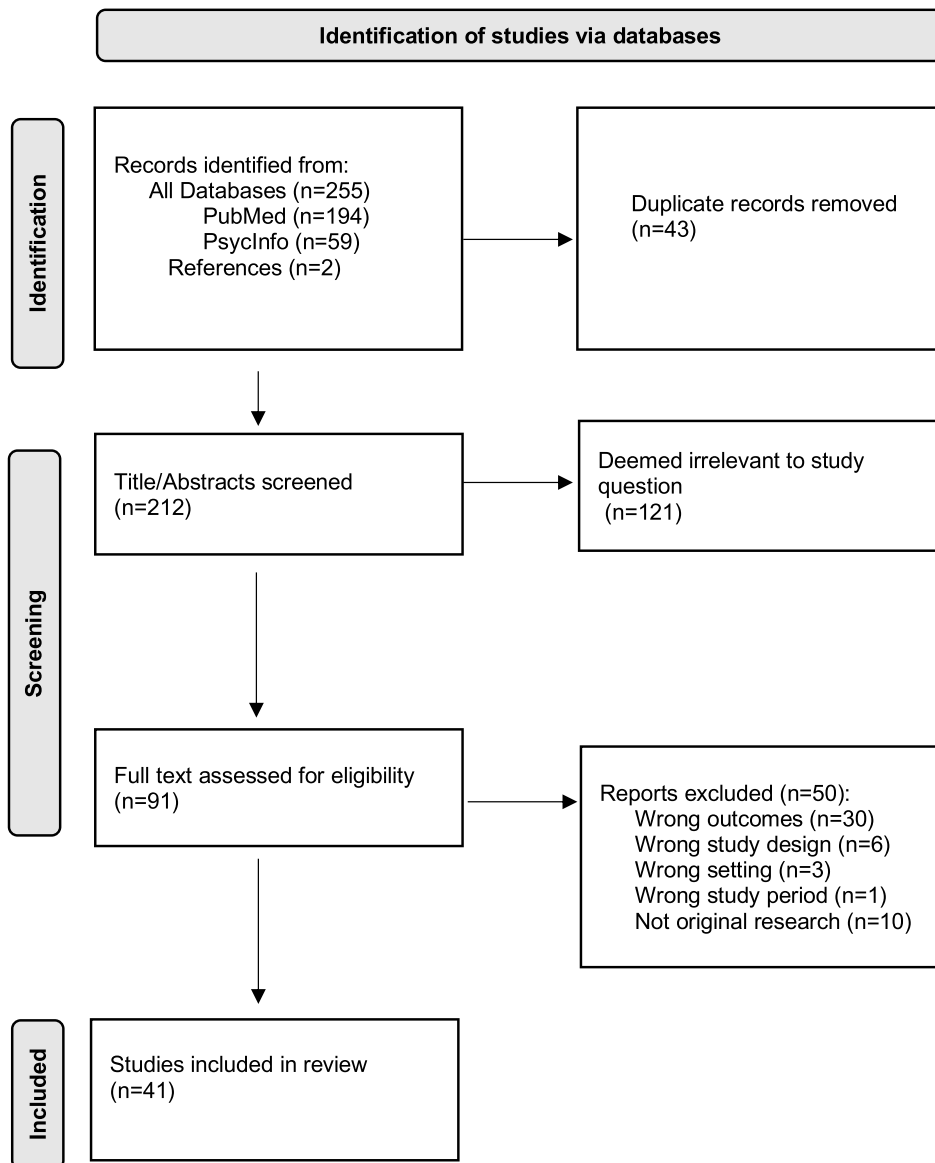 Identification of studies via databases
Identification
Records identified from:
All Databases (n=255)
PubMed (n=194)
PsycInfo (n=59)
References (n=2)
Duplicate records removed
(n=43)
Screening
Title/Abstracts screened
(n=212)
Deemed irrelevant to study
question
(n=121)
Full text assessed for eligibility
(n=91)
Reports excluded (n=50):
Wrong outcomes (n=30)
Wrong study design (n=6)
Wrong setting (n=3)
Wrong study period (n=1)
Not original research (n=10)
Included
Studies included in review
(n=41)